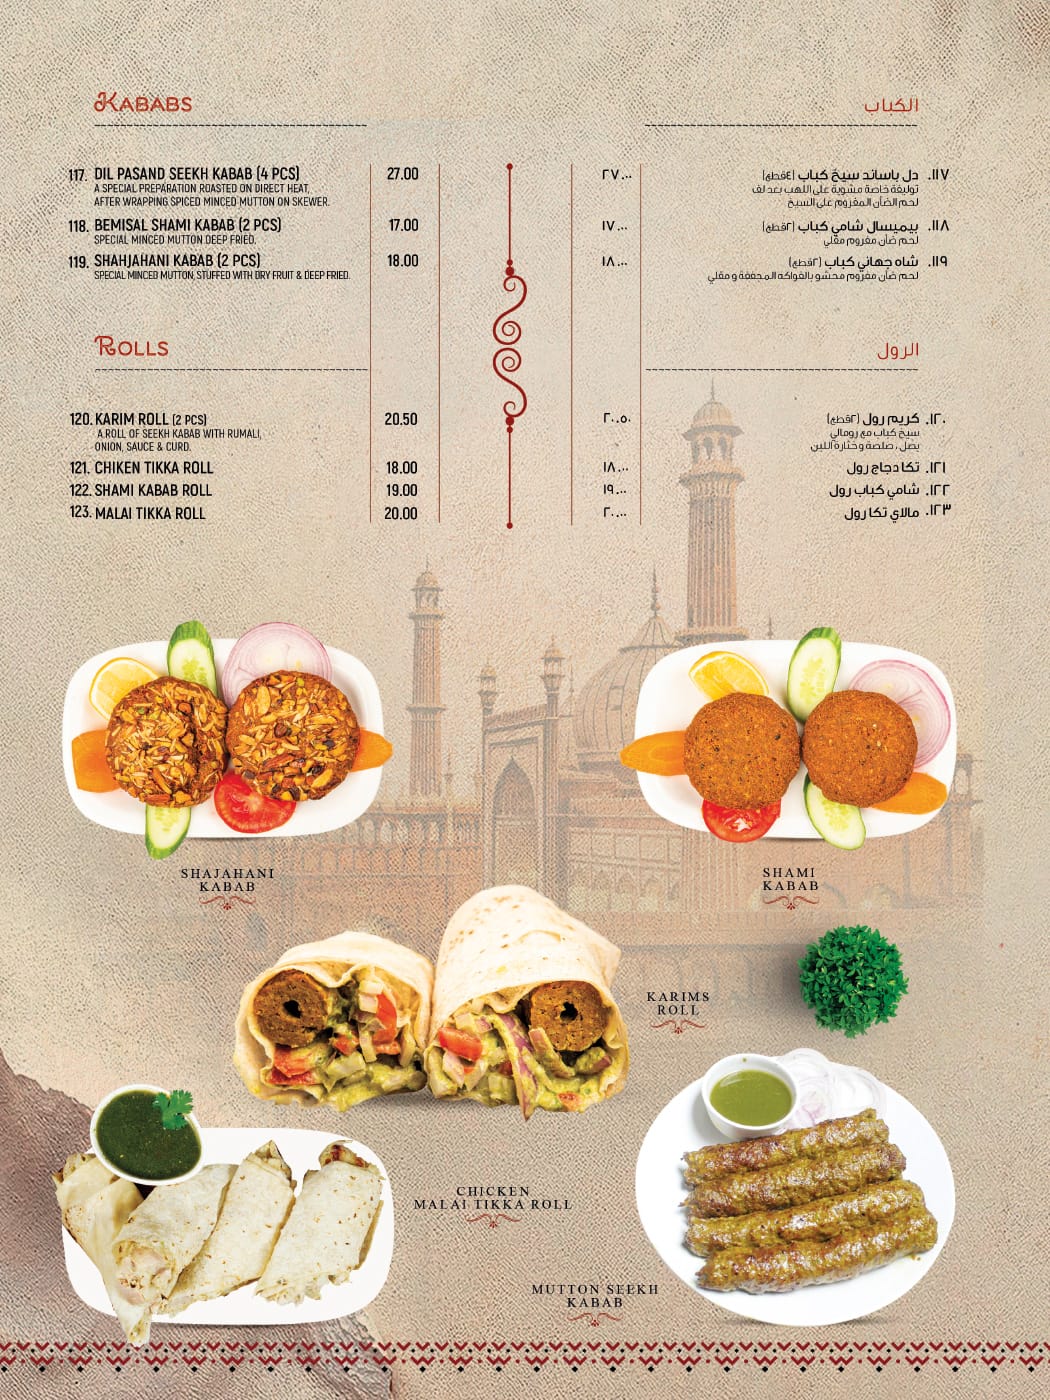 KABABS
117. DIL PASAND SEEKH KABAB (4 PCS) 27.00
A SPECIAL PREPARATION ROASTED ON DIRECT HEAT,
AFTER WRAPPING SPICED MINCED MUTTON ON SKEWER.
118. BEMISAL SHAMI KABAB (2 PCS) 17.00
SPECIAL MINCED MUTTON DEEP FRIED.
119. SHAHJAHANI KABAB (2 PCS) 18.00
SPECIAL MINCED MUTTON, STUFFED WITH DRY FRUIT & DEEP FRIED.
ROLLS
120. KARIM ROLL (2 PCS) 20.50
A ROLL OF SEEKH KABAB WITH RUMALI,
ONION, SAUCE & CURD.
121. CHIKEN TIKKA ROLL 18.00
122. SHAMI KABAB ROLL 19.00
123. MALAI TIKKA ROLL 20.00
الكباب
١١٧. دل باساند سيخ كباب (٤قطع) ٢٧.٠٠
توليفة خاصة مشوية على اللهب بعد لف
لحم الضأن المفروم على السيخ
١١٨. بيميسال شامي كباب (٢قطع) ١٧.٠٠
لحم ضأن مفروم مقلي
١١٩. شاه جهاني كباب (٢قطع) ١٨.٠٠
لحم ضأن مفروم محشو بالفواكه المجففة و مقلي
الرول
١٢٠. كريم رول (٢قطع) ٢٠.٥٠
سيخ كباب مع رومالي
بصل ، صلصة و خثارة اللبن
١٢١. تكا دجاج رول ١٨.٠٠
١٢٢. شامي كباب رول ١٩.٠٠
١٢٣. مالاي تكا رول ٢٠.٠٠
SHAJAHANI
KABAB
SHAMI
KABAB
KARIMS
ROLL
CHICKEN
MALAI TIKKA ROLL
MUTTON SEEKH
KABAB